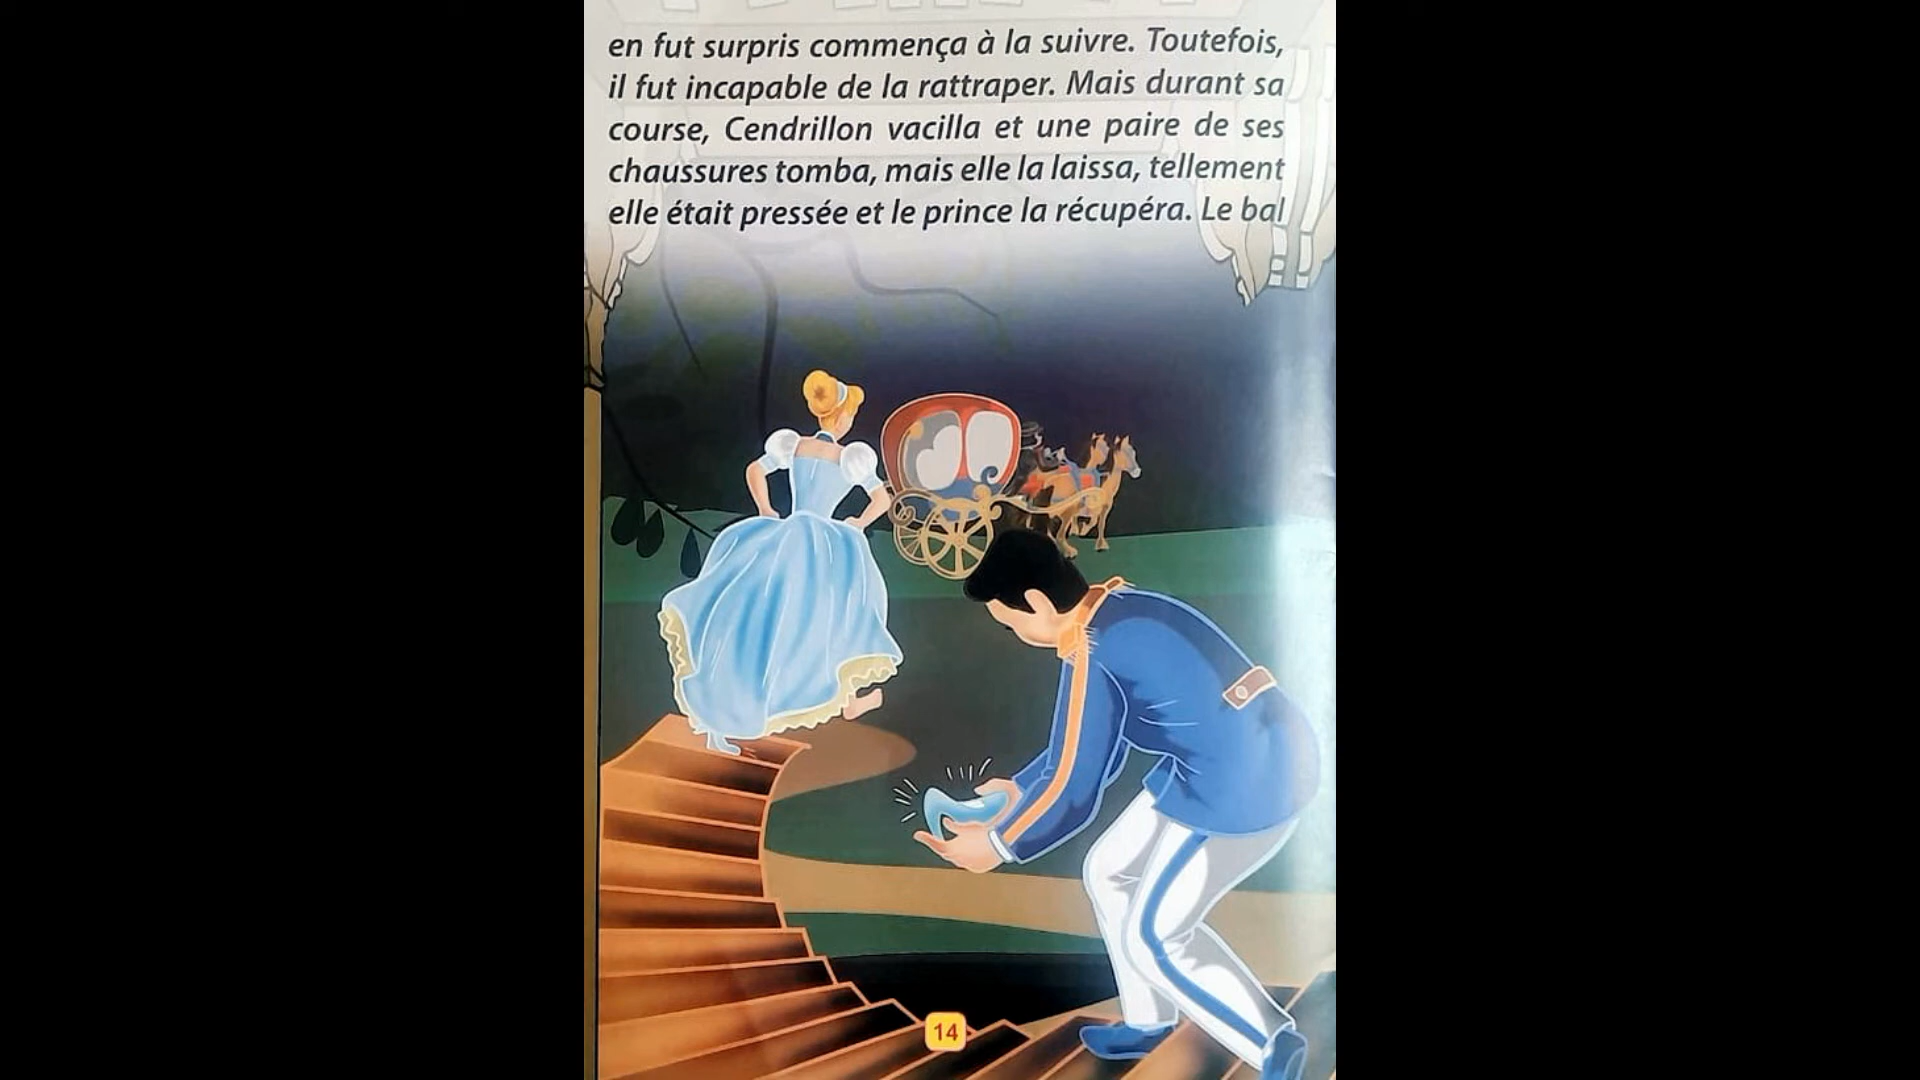 en fut surpris commença à la suivre. Toutefois,
il fut incapable de la rattraper. Mais durant sa
course, Cendrillon vacilla et une paire de ses
chaussures tomba, mais elle la laissa, tellement
elle était pressée et le prince la récupéra. Le bal
14